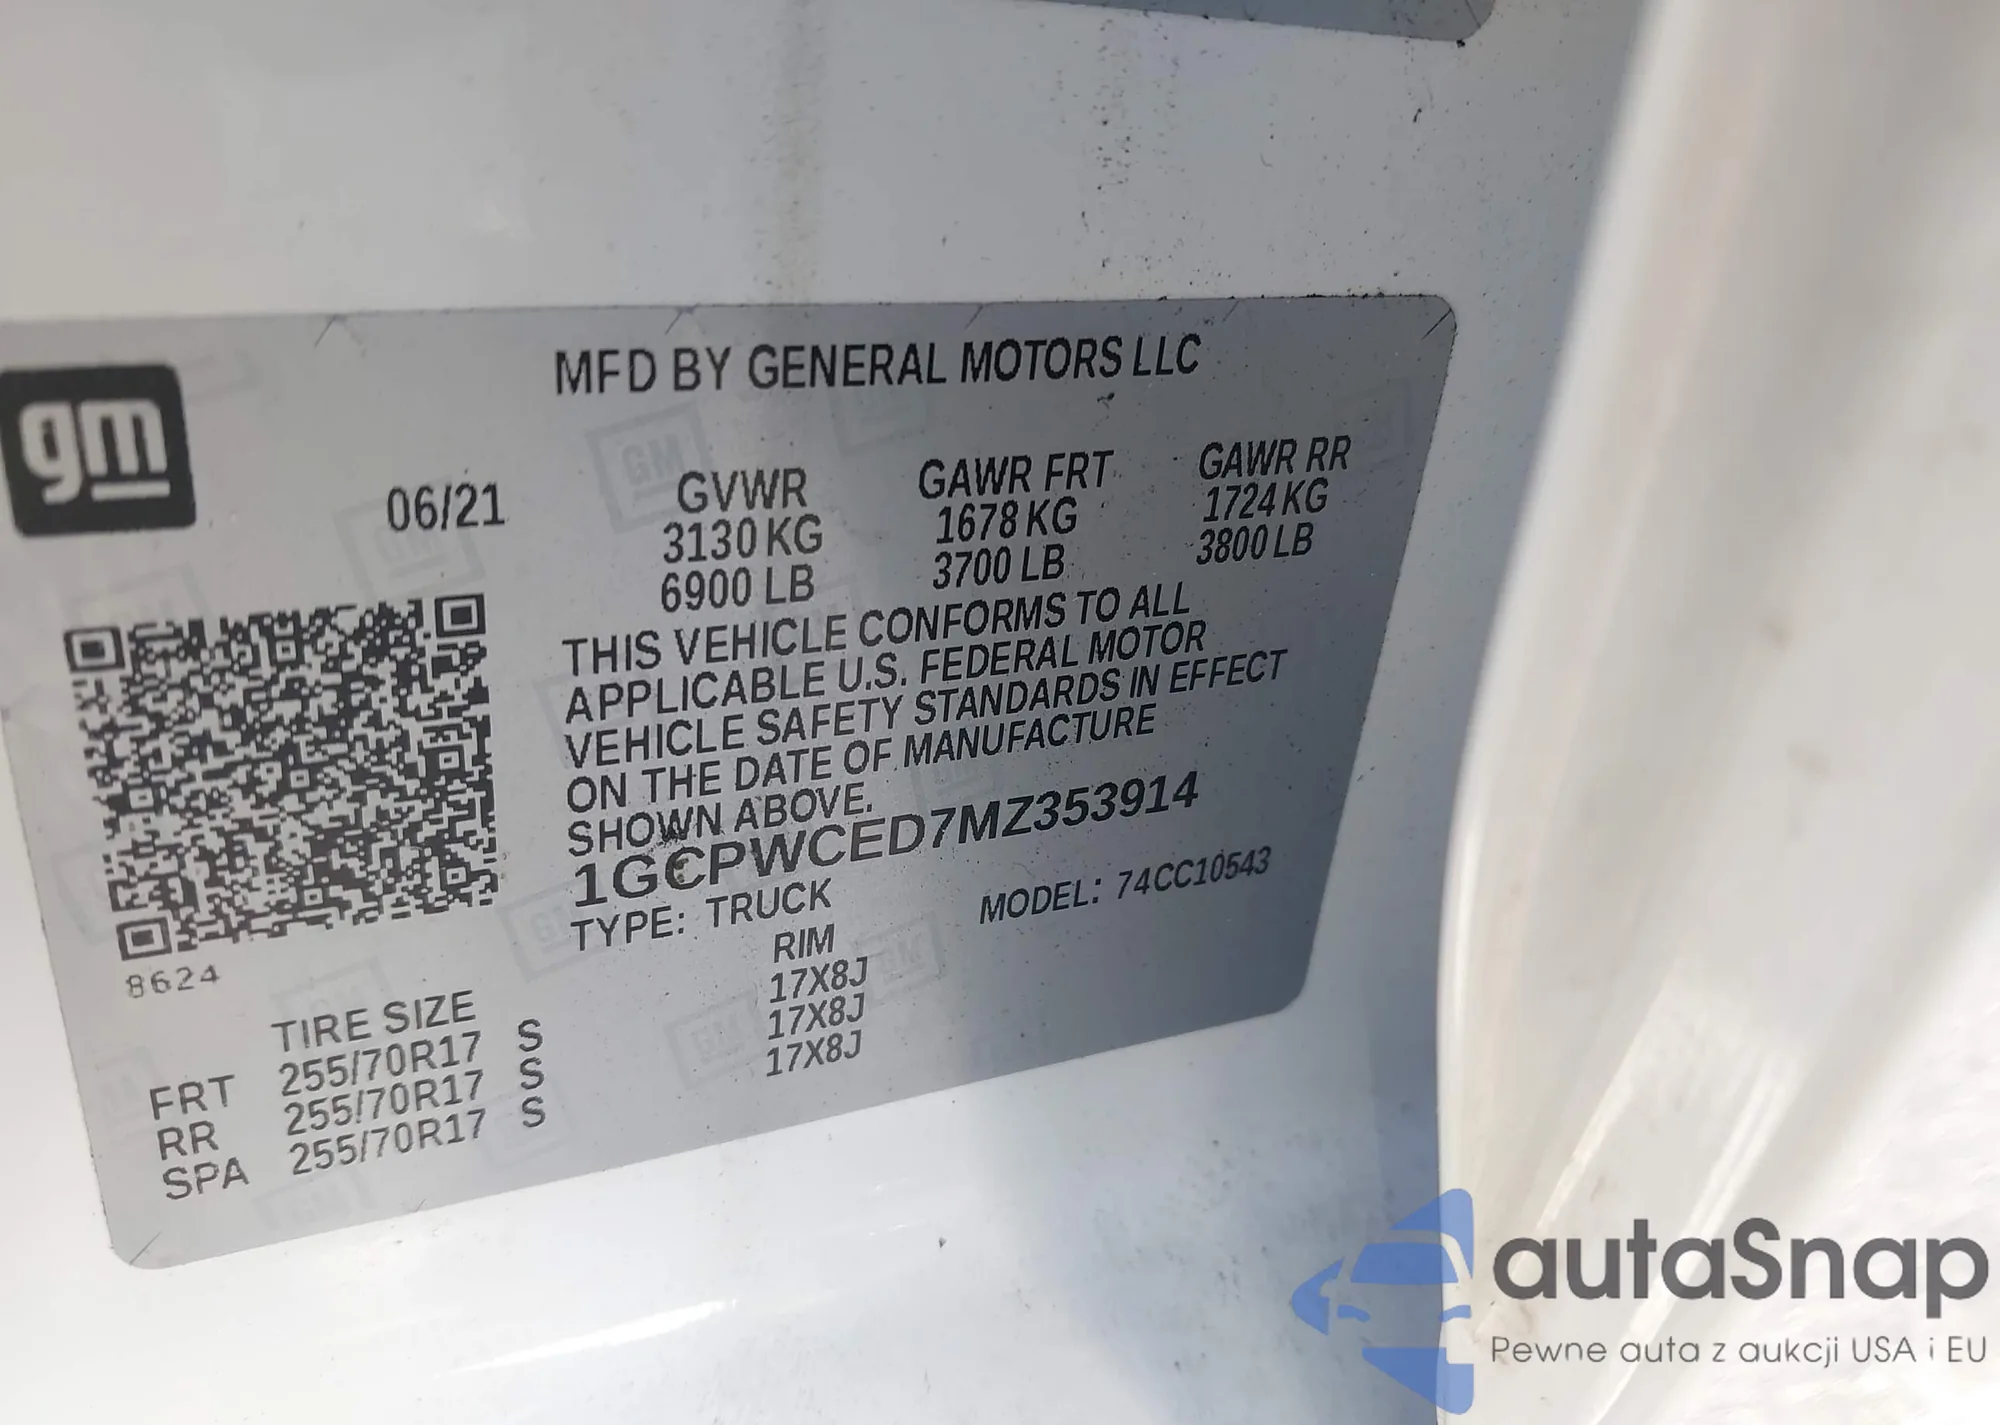 MFD BY GENERAL MOTORS LLC
gm
06/21
GVWR
3130 KG
6900 LB
GAWR FRT
1678 KG
3700 LB
GAWR RR
1724 KG
3800 LB
THIS VEHICLE CONFORMS TO ALL
APPLICABLE U.S. FEDERAL MOTOR
VEHICLE SAFETY STANDARDS IN EFFECT
ON THE DATE OF MANUFACTURE
SHOWN ABOVE.
1GCPWCED7MZ353914
TYPE: TRUCK MODEL: 74CC10543
8624
TIRE SIZE RIM
FRT 255/70R17 S 17X8J
RR 255/70R17 S 17X8J
SPA 255/70R17 S 17X8J
autaSnap
Pewne auta z aukcji USA i EU